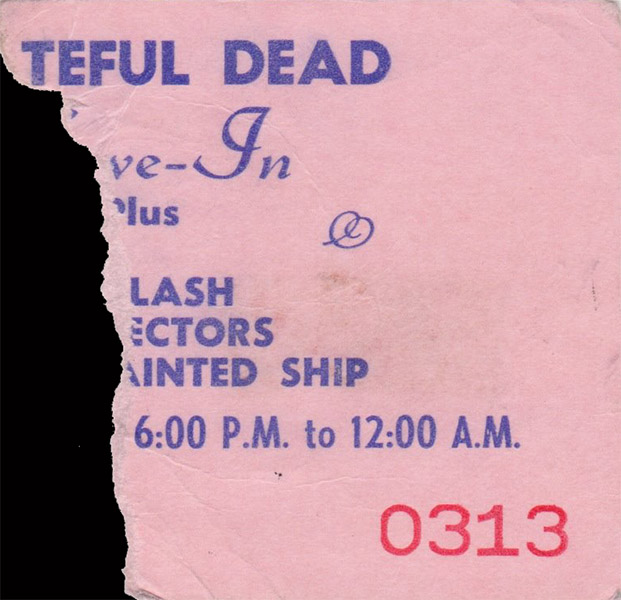 TEFUL DEAD
ve-In
Plus
LASH
ECTORS
AINTED SHIP
6:00 P.M. to 12:00 A.M.
0313